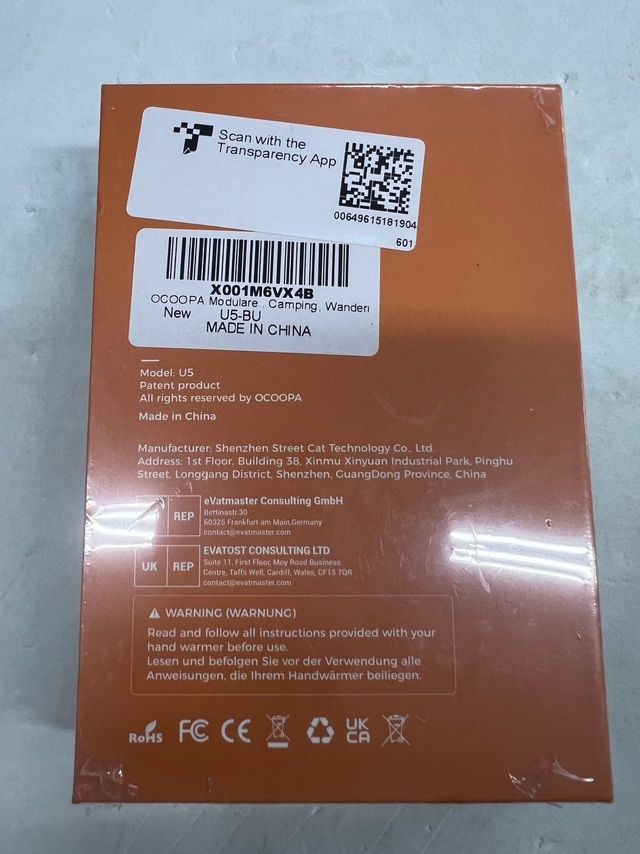 Scan with the
Transparency App
00649615181904
601
X001M6VX4B
OCOOPA Modulare.. Camping, Wandern
New U5-BU
MADE IN CHINA
Model: U5
Patent product
All rights reserved by OCOOPA
Made in China
Manufacturer: Shenzhen Street Cat Technology Co., Ltd.
Address: 1st Floor, Building 38, Xinmu Xinyuan Industrial Park, Pinghu
Street, Longgang District, Shenzhen, GuangDong Province, China
REP
eVatmaster Consulting GmbH
Bettinastr.30
60325 Frankfurt am Main,Germany
contact@evatmaster.com
UK REP
EVATOST CONSULTING LTD
Suite 11, First Floor, Moy Road Business
Centre, Taffs Well, Cardiff, Wales, CF15 7QR
contact@evatmaster.com
WARNING (WARNUNG)
Read and follow all instructions provided with your
hand warmer before use.
Lesen und befolgen Sie vor der Verwendung alle
Anweisungen, die Ihrem Handwärmer beiliegen.
RoHS FC CE UK
CA